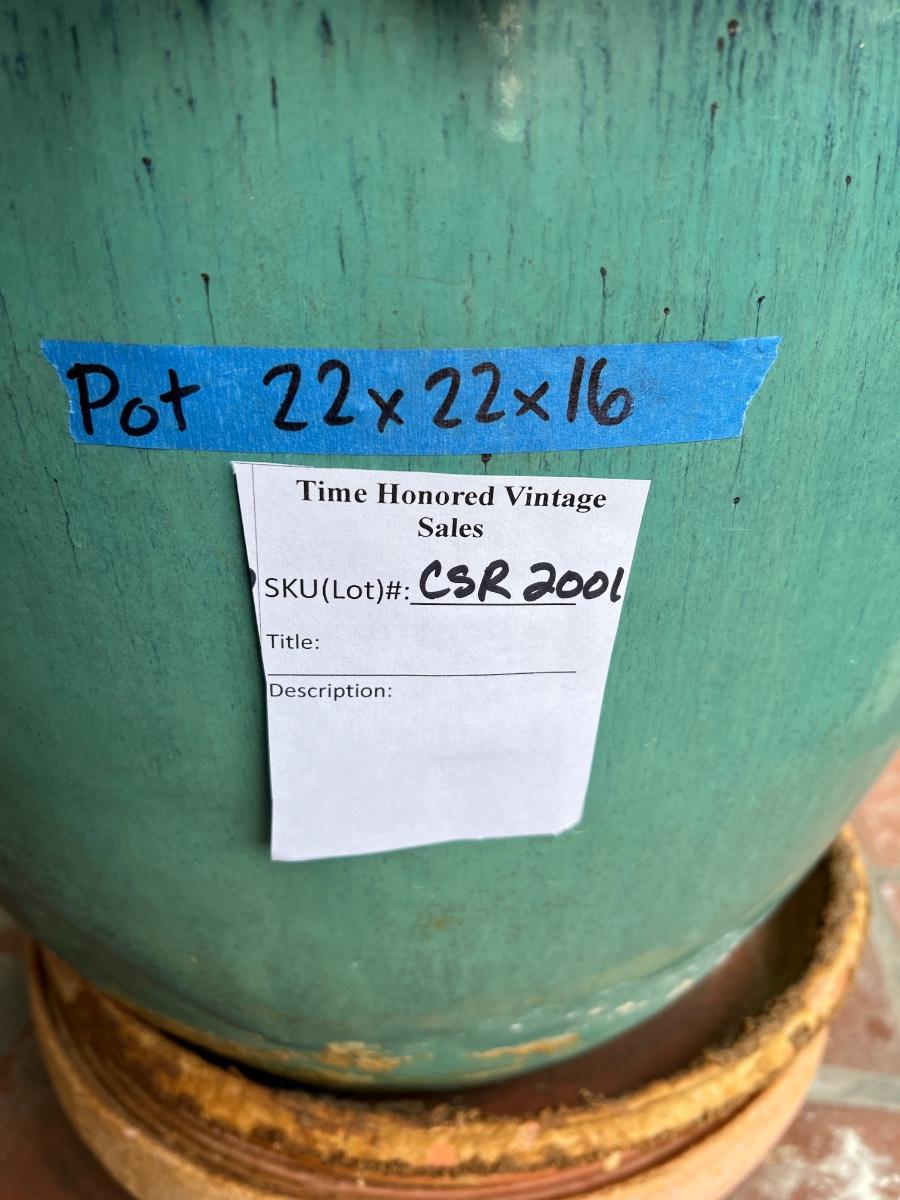 Pot 22x22x16
Time Honored Vintage
Sales
SKU(Lot)#: CSR 2001
Title:
Description: